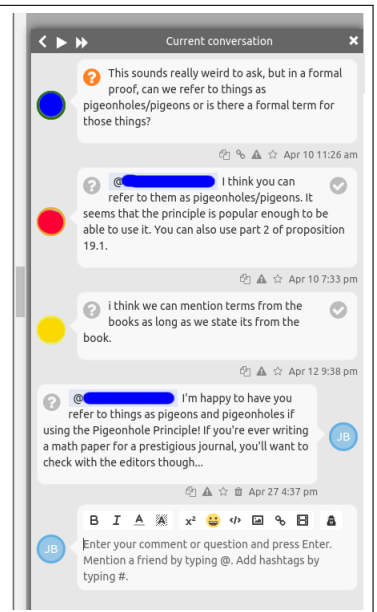 Current conversation
This sounds really weird to ask, but in a formal
proof, can we refer to things as
pigeonholes/pigeons or is there a formal term for
those things?
Apr 10 11:26 am
@ I think you can
refer to them as pigeonholes/pigeons. It
seems that the principle is popular enough to be
able to use it. You can also use part 2 of proposition
19.1.
Apr 10 7:33 pm
i think we can mention terms from the
books as long as we state its from the
book.
Apr 12 9:38 pm
@ I'm happy to have you
refer to things as pigeons and pigeonholes if
using the Pigeonhole Principle! If you're ever writing
a math paper for a prestigious journal, you'll want to
check with the editors though...
JB
Apr 27 4:37 pm
B I A A x²
JB
Enter your comment or question and press Enter.
Mention a friend by typing @. Add hashtags by
typing #.